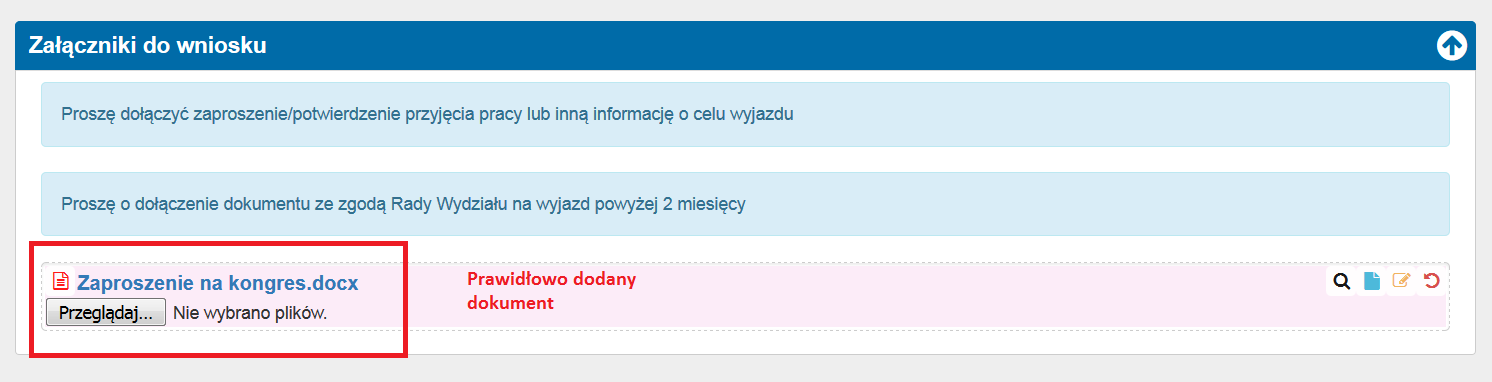 Załączniki do wniosku
Proszę dołączyć zaproszenie/potwierdzenie przyjęcia pracy lub inną informację o celu wyjazdu
Proszę o dołączenie dokumentu ze zgodą Rady Wydziału na wyjazd powyżej 2 miesięcy
Zaproszenie na kongres.docx
Przeglądaj... Nie wybrano plików.
Prawidłowo dodany
dokument